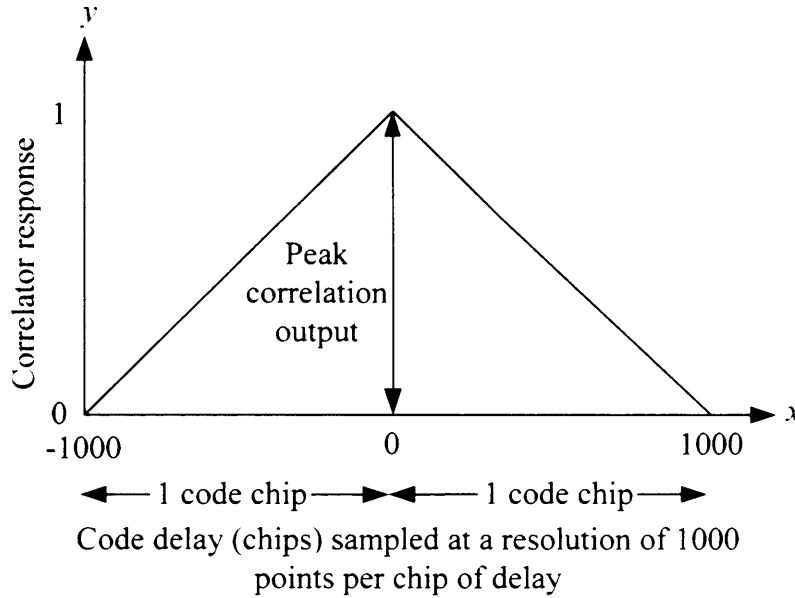 y
1
Correlator response
Peak
correlation
output
0
x
-1000 0 1000
1 code chip 1 code chip
Code delay (chips) sampled at a resolution of 1000
points per chip of delay